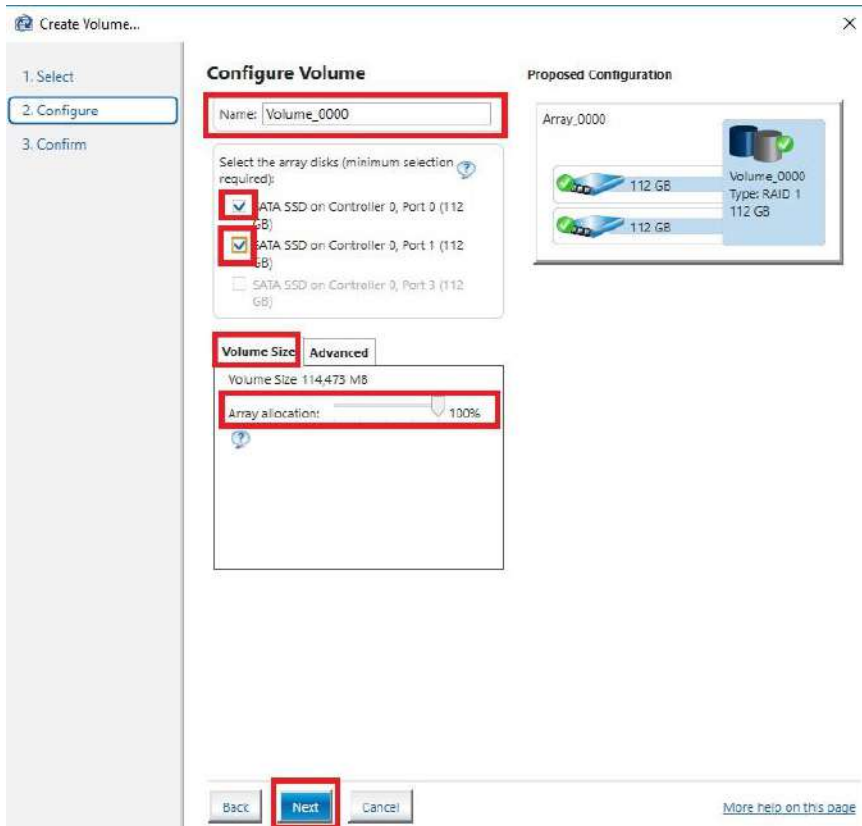 Create Volume...
1. Select
2. Configure
3. Confirm
Configure Volume
Name: Volume_0000
Select the array disks (minimum selection
required):
SATA SSD on Controller 0, Port 0 (112
GB)
SATA SSD on Controller 0, Port 1 (112
GB)
SATA SSD on Controller 0, Port 3 (112
GB)
Volume Size
Advanced
Volume Size 114,473 MB
Array allocation:
100%
Proposed Configuration
Array_0000
112 GB
112 GB
Volume_0000
Type: RAID 1
112 GB
Back
Next
Cancel
More help on this page